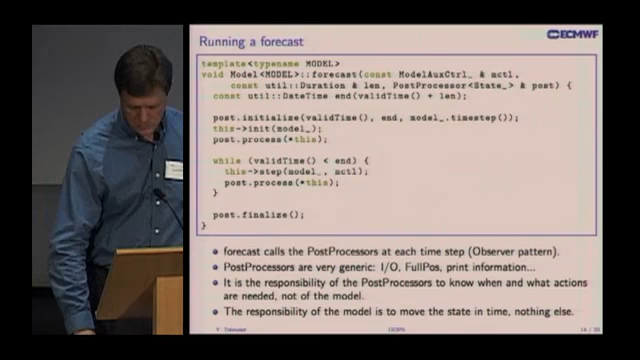 Running a forecast
ECMWF
template<typename MODEL>
void Model<MODEL>::forecast(const ModelAuxCtrl_ & mctl,
const util::Duration & len, PostProcessor<State_> & post) {
const util::DateTime end(validTime() + len);
post.initialize(validTime(), end, model_.timestep());
this->init(model_);
post.process(*this);
while (validTime() < end) {
this->step(model_, mctl);
post.process(*this);
}
post.finalize();
}
forecast calls the PostProcessors at each time step (Observer pattern).
PostProcessors are very generic: I/O, FullPos, print information...
It is the responsibility of the PostProcessors to know when and what actions
are needed, not of the model.
The responsibility of the model is to move the state in time, nothing else.